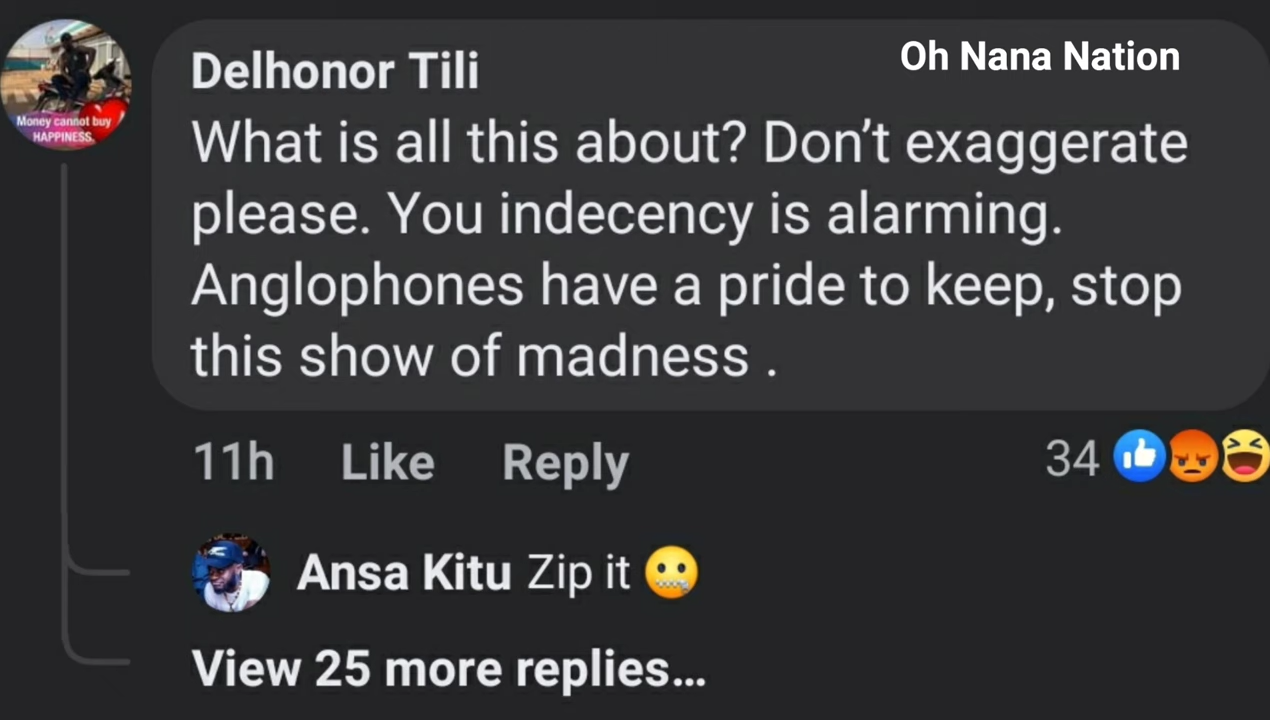 Money cannot buy
HAPPINESS.
Delhonor Tili
Oh Nana Nation
What is all this about? Don’t exaggerate
please. You indecency is alarming.
Anglophones have a pride to keep, stop
this show of madness .
11h Like Reply 34
Ansa Kitu Zip it 🤐
View 25 more replies...